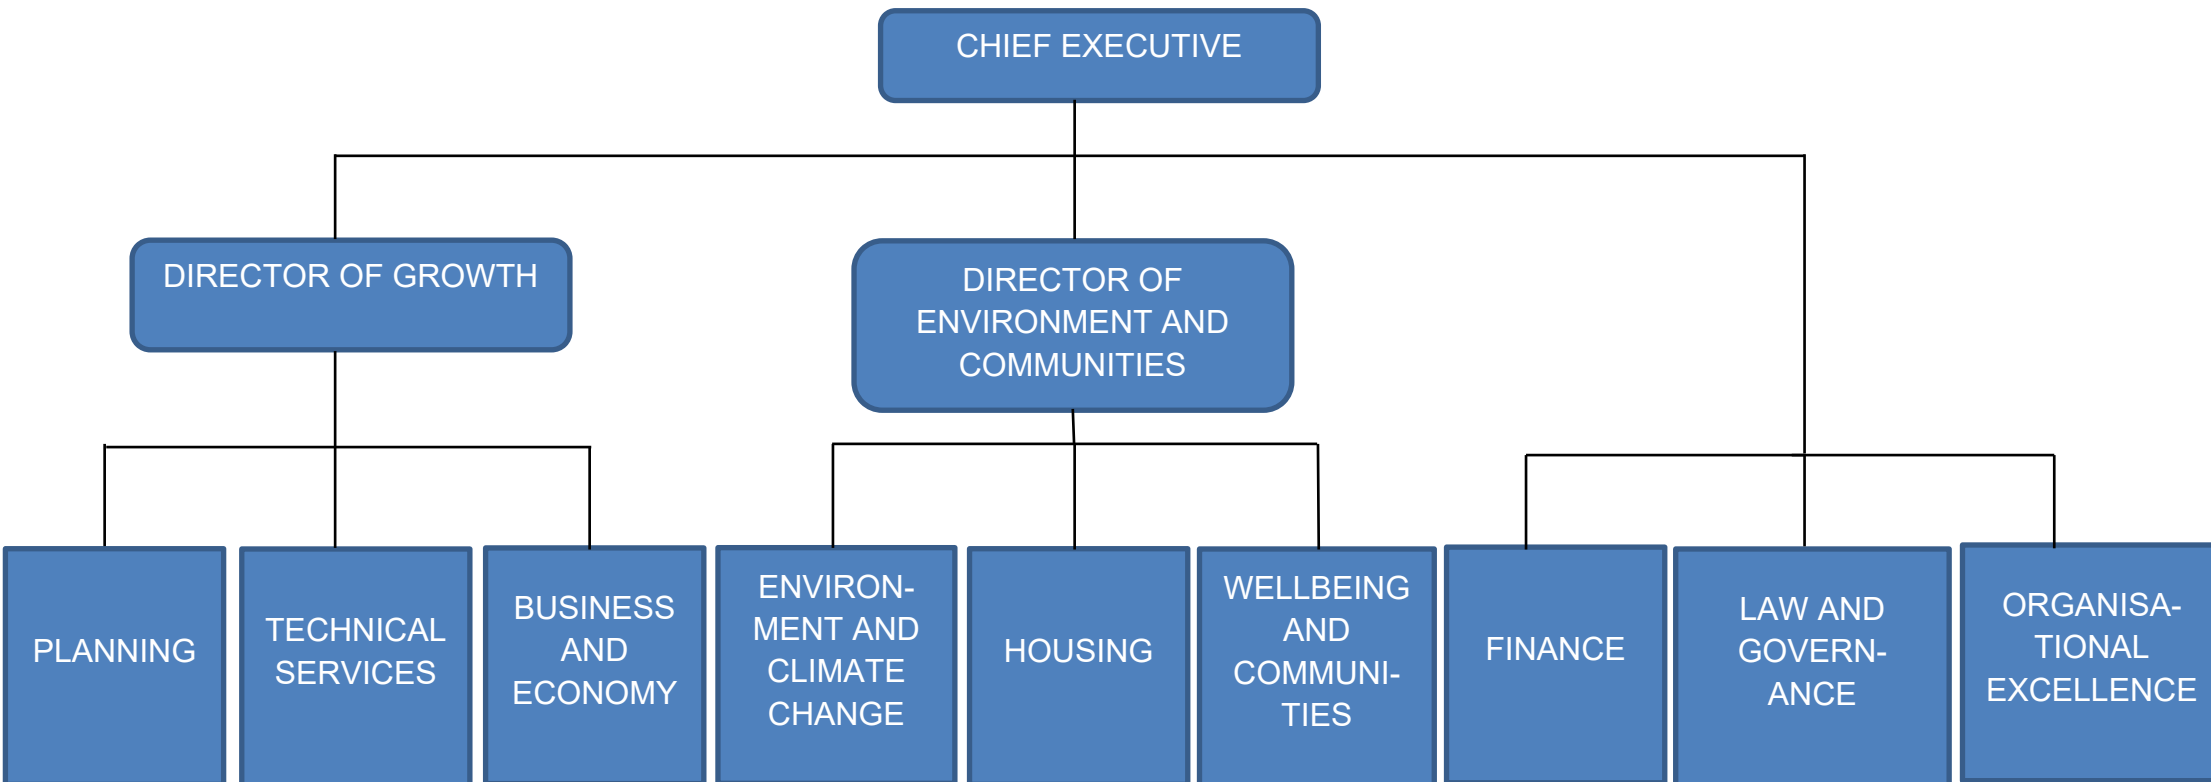 CHIEF EXECUTIVE
DIRECTOR OF GROWTH
DIRECTOR OF
ENVIRONMENT AND
COMMUNITIES
PLANNING
TECHNICAL
SERVICES
BUSINESS
AND
ECONOMY
ENVIRON-
MENT AND
CLIMATE
CHANGE
HOUSING
WELLBEING
AND
COMMUNI-
TIES
FINANCE
LAW AND
GOVERN-
ANCE
ORGANISA-
TIONAL
EXCELLENCE